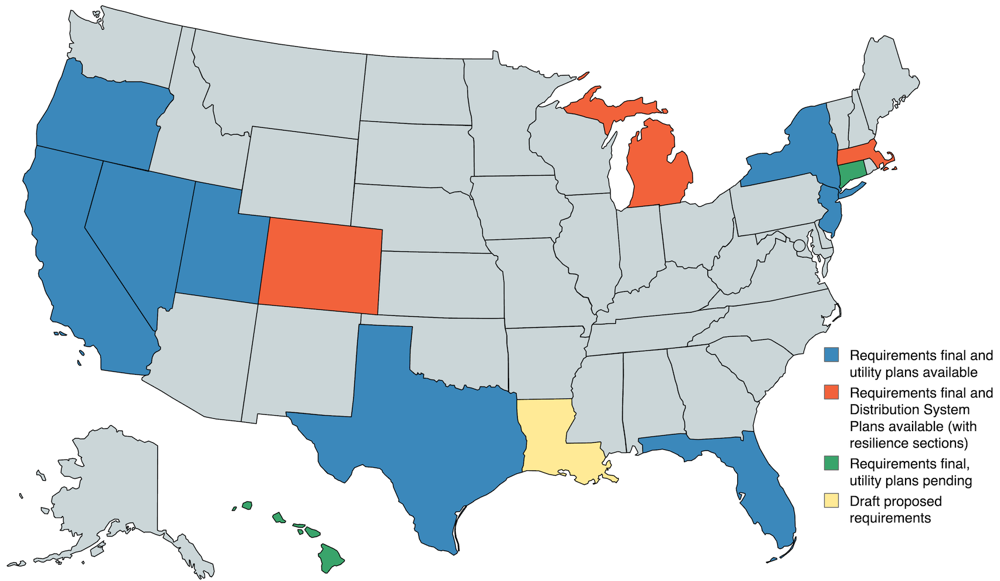 Requirements final and
utility plans available
Requirements final and
Distribution System
Plans available (with
resilience sections)
Requirements final,
utility plans pending
Draft proposed
requirements